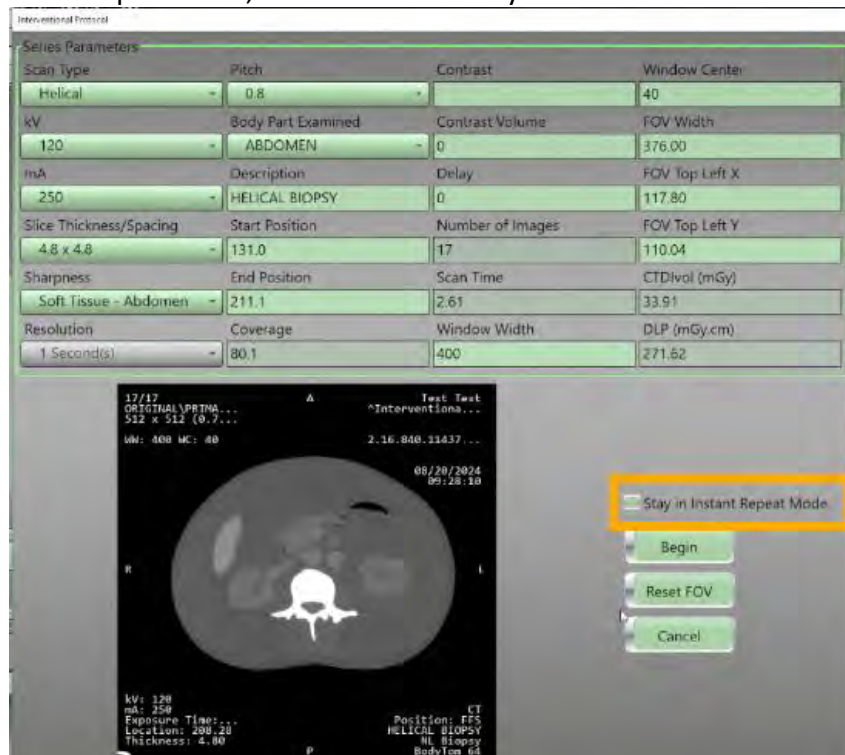 Interventional Protocol
Series Parameters
Scan Type Pitch Contrast Window Center
Helical 0.8 40
kV Body Part Examined Contrast Volume FOV Width
120 ABDOMEN 0 376.00
mA Description Delay FOV Top Left X
250 HELICAL BIOPSY 0 117.80
Slice Thickness/Spacing Start Position Number of Images FOV Top Left Y
4.8 x 4.8 131.0 17 110.04
Sharpness End Position Scan Time CTDIvol (mGy)
Soft Tissue - Abdomen 211.1 2.61 33.91
Resolution Coverage Window Width DLP (mGy.cm)
1 Second(s) 80.1 400 271.62
17/17 A Text Text
ORIGINAL\PRIMA... ^Interventiona...
512 x 512 (0.7...
WW: 400 WC: 40 2.16.840.11437...
08/20/2024
09:28:10
Stay in Instant Repeat Mode
Begin
R L
Reset FOV
Cancel
kV: 120
mA: 250 CT
Exposure Time:... Position: FFS
Location: 208.28 HELICAL BIOPSY
Thickness: 4.80 NL Biopsy
P BodyTom 64